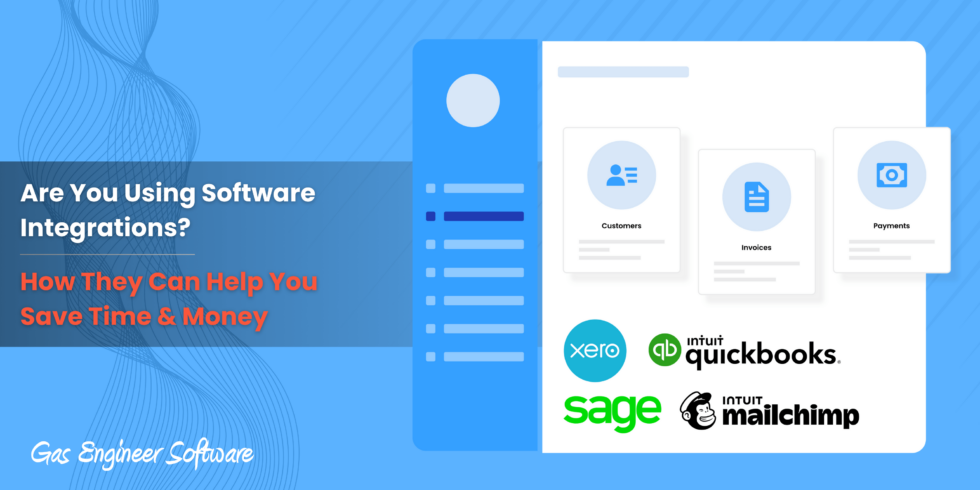 Are You Using Software
Integrations?
How They Can Help You
Save Time & Money
Gas Engineer Software
Customers
Invoices
Payments
xero
qb
intuit
quickbooks.
sage
INTUIT
mailchimp